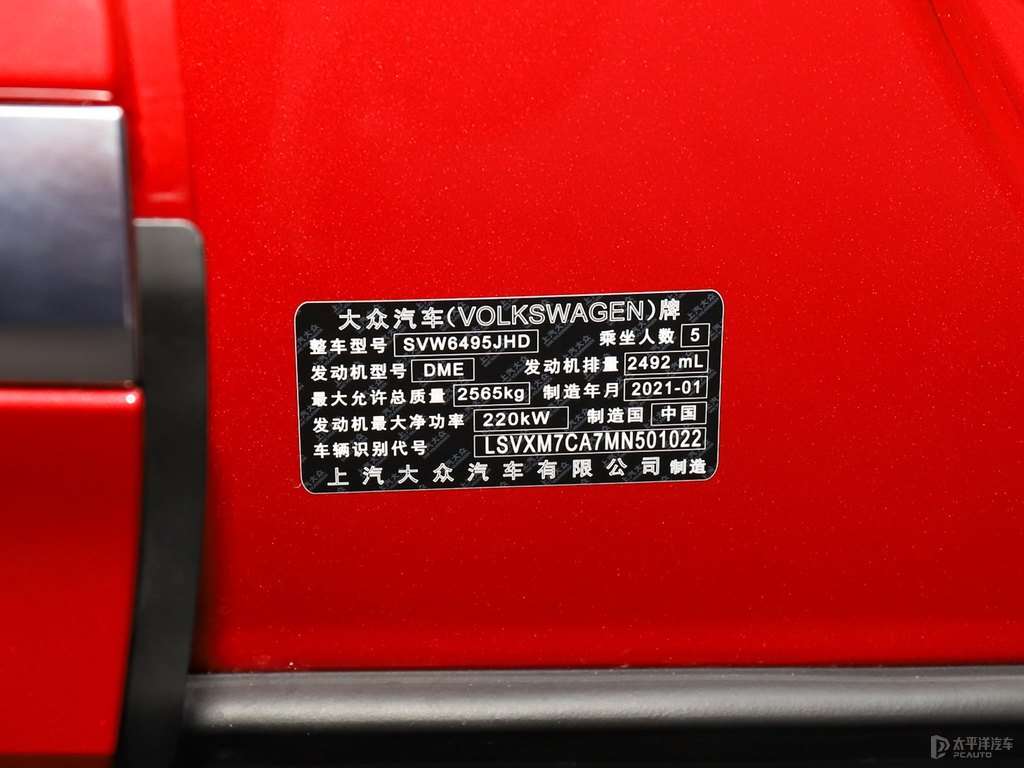 大众汽车(VOLKSWAGEN)牌
整车型号 SVW6495JHD 乘坐人数 5
发动机型号 DME 发动机排量 2492 mL
最大允许总质量 2565kg 制造年月 2021-01
发动机最大净功率 220kW 制造国 中国
车辆识别代号 LSVXM7CA7MN501022
上汽大众汽车有限公司 制造
太平洋汽车
PCAUTO